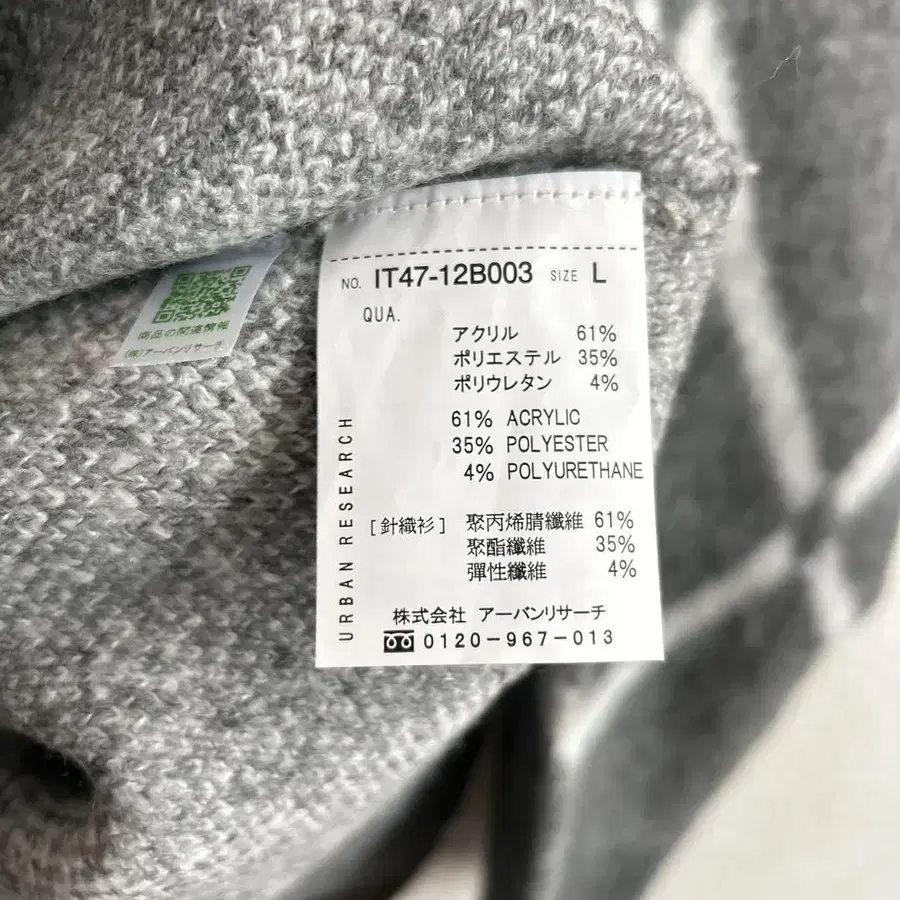 NO. IT47-12B003 SIZE L
QUA.
アクリル 61%
ポリエステル 35%
ポリウレタン 4%
61% ACRYLIC
35% POLYESTER
4% POLYURETHANE
[針織衫] 聚丙烯腈纖維 61%
聚酯纖維 35%
彈性纖維 4%
株式会社 アーバンリサーチ
0120-967-013
URBAN RESEARCH
商品の関連情報
(株)アーバンリサーチ